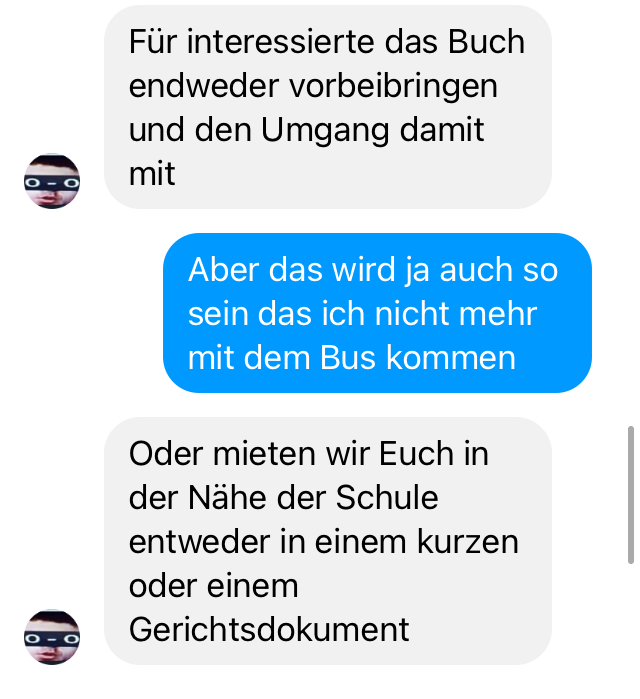 Für interessierte das Buch
endweder vorbeibringen
und den Umgang damit
mit
Aber das wird ja auch so
sein das ich nicht mehr
mit dem Bus kommen
Oder mieten wir Euch in
der Nähe der Schule
entweder in einem kurzen
oder einem
Gerichtsdokument